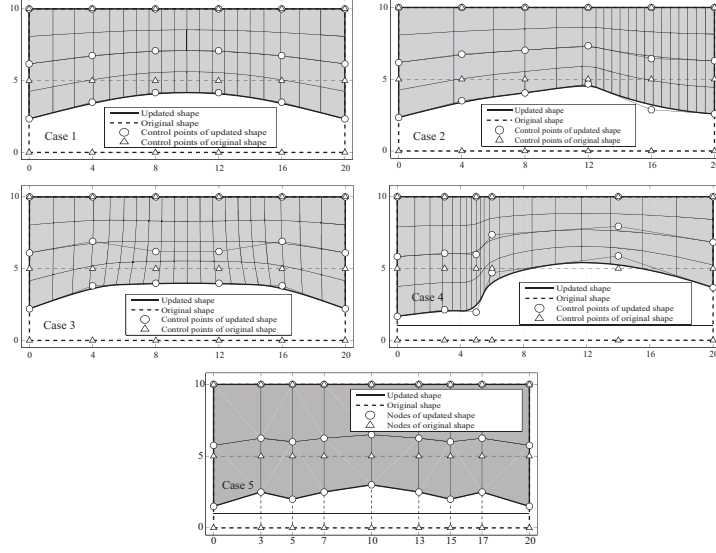 10
5
0
Updated shape
Original shape
Control points of updated shape
Control points of original shape
Case 1
0 4 8 12 16 20
10
5
0
Updated shape
Original shape
Control points of updated shape
Control points of original shape
Case 2
0 4 8 12 16 20
10
5
0
Updated shape
Original shape
Control points of updated shape
Control points of original shape
Case 3
0 4 8 12 16 20
10
5
0
Updated shape
Original shape
Control points of updated shape
Control points of original shape
Case 4
0 2 4 6 8 10 12 14 16 20
10
5
0
Updated shape
Original shape
Nodes of updated shape
Nodes of original shape
Case 5
0 3 5 7 10 13 15 17 20